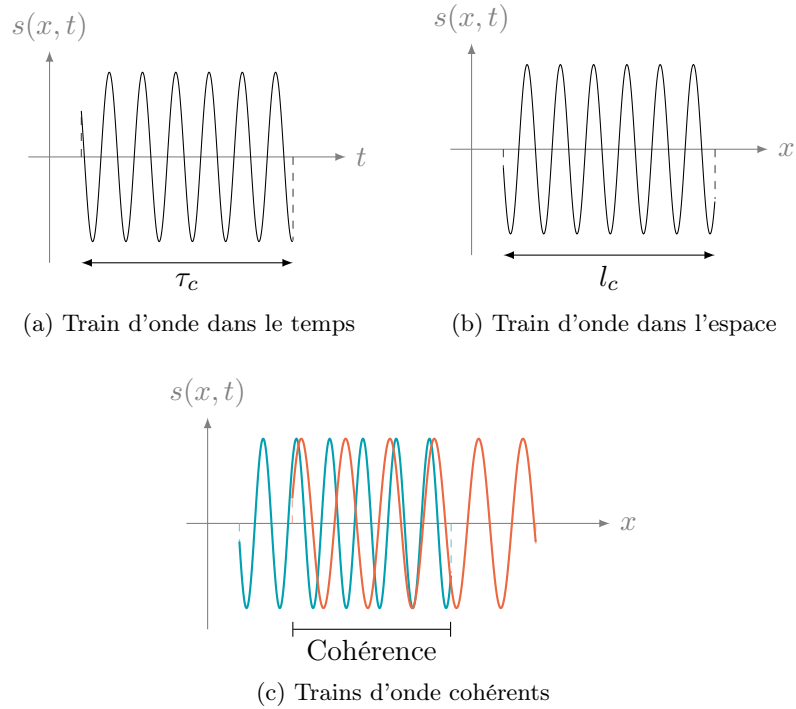 s(x, t)
t
τ_c
(a) Train d'onde dans le temps
s(x, t)
x
l_c
(b) Train d'onde dans l'espace
s(x, t)
x
Cohérence
(c) Trains d'onde cohérents